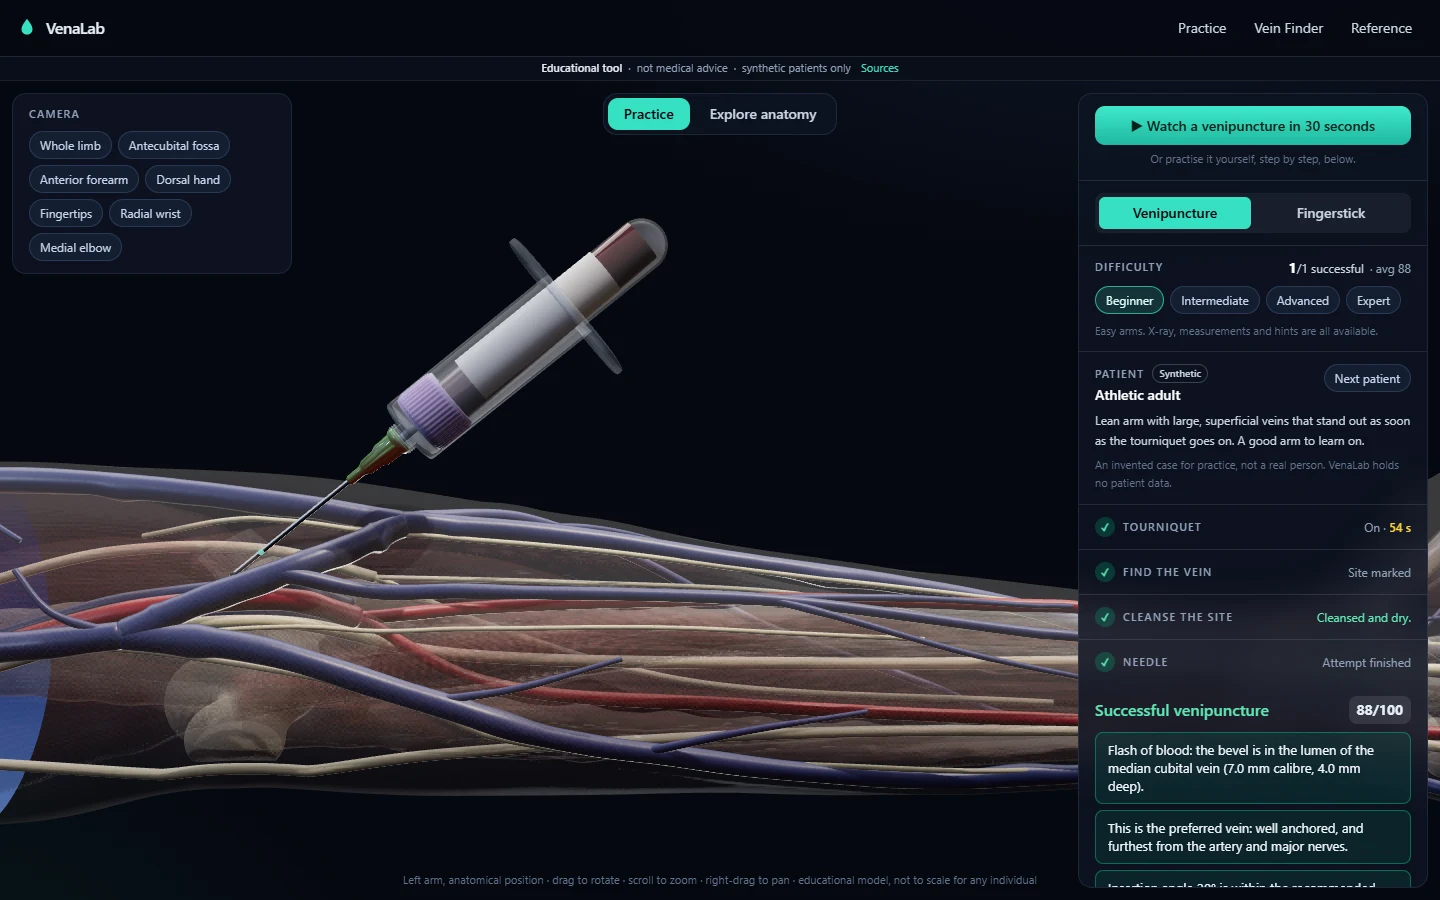 VenaLab
Practice
Vein Finder
Reference
Educational tool · not medical advice · synthetic patients only Sources
CAMERA
Whole limb
Antecubital fossa
Anterior forearm
Dorsal hand
Fingertips
Radial wrist
Medial elbow
Practice
Explore anatomy
▶ Watch a venipuncture in 30 seconds
Or practise it yourself, step by step, below.
Venipuncture
Fingerstick
DIFFICULTY
1/1 successful · avg 88
Beginner
Intermediate
Advanced
Expert
Easy arms. X-ray, measurements and hints are all available.
PATIENT
Synthetic
Next patient
Athletic adult
Lean arm with large, superficial veins that stand out as soon
as the tourniquet goes on. A good arm to learn on.
An invented case for practice, not a real person. VenaLab holds
no patient data.
TOURNIQUET
On · 54 s
FIND THE VEIN
Site marked
CLEANSE THE SITE
Cleansed and dry.
NEEDLE
Attempt finished
Successful venipuncture
88/100
Flash of blood: the bevel is in the lumen of the
median cubital vein (7.0 mm calibre, 4.0 mm
deep).
This is the preferred vein: well anchored, and
furthest from the artery and major nerves.
Left arm, anatomical position · drag to rotate · scroll to zoom · right-drag to pan · educational model, not to scale for any individual